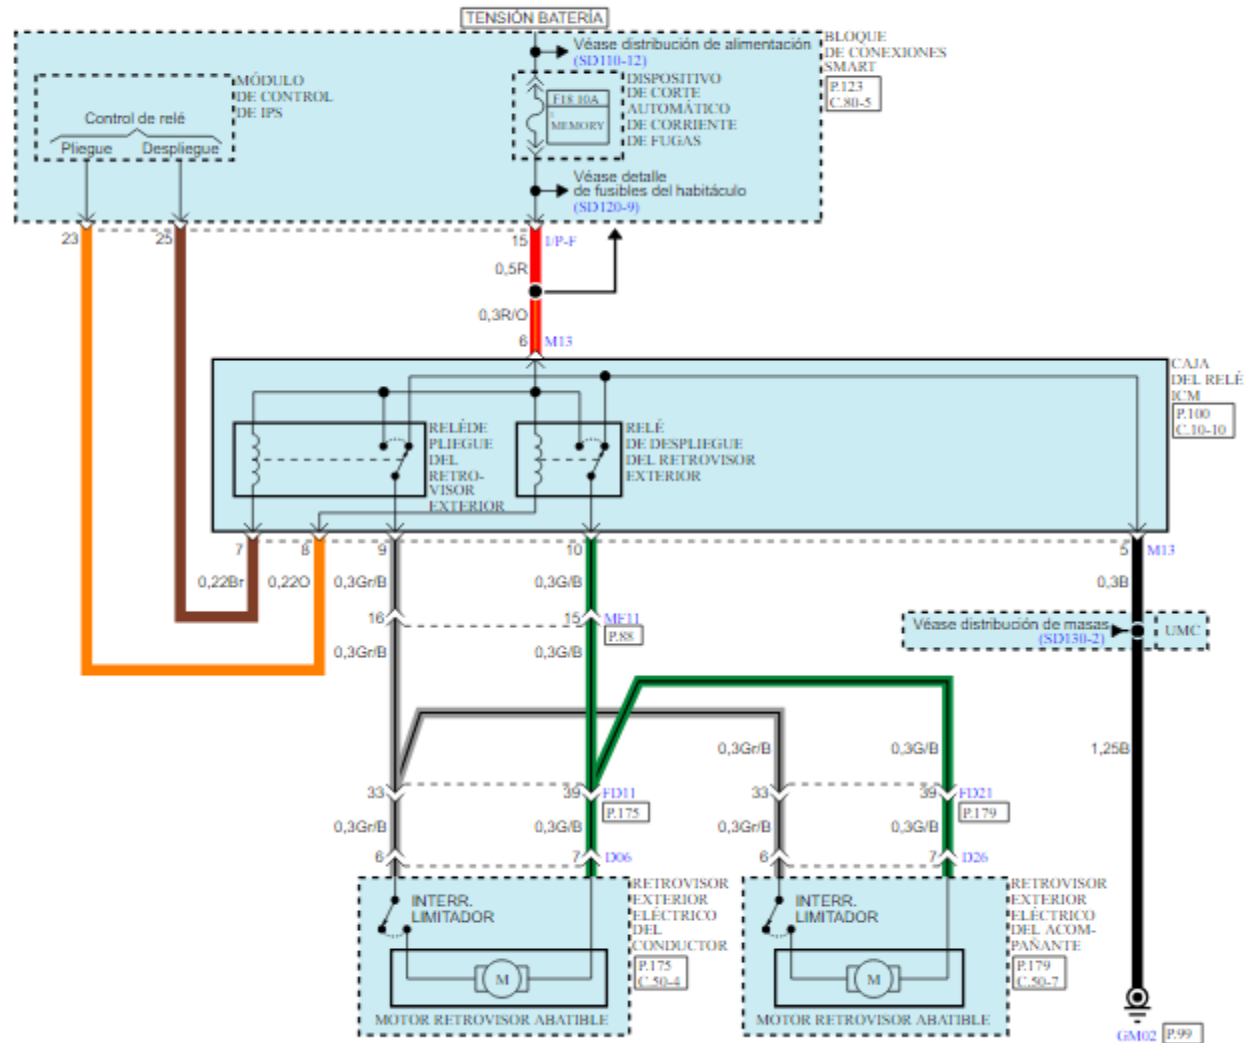 TENSIÓN BATERÍA
Véase distribución de alimentación
(SD110-12)
BLOQUE
DE CONEXIONES
SMART
P.123
C.80-5
MÓDULO
DE CONTROL
DE IPS
Control de relé
Pliegue
Despliegue
F18 10A
MEMORY
DISPOSITIVO
DE CORTE
AUTOMÁTICO
DE CORRIENTE
DE FUGAS
Véase detalle
de fusibles del habitáculo
(SD120-9)
23
25
15
I/P-F
0,5R
0,3R/O
6
M13
CAJA
DEL RELÉ
ICM
P.100
C.10-10
RELÉDE
PLIEGUE
DEL
RETRO-
VISOR
EXTERIOR
RELÉ
DE DESPLIEGUE
DEL RETROVISOR
EXTERIOR
7
8
9
10
5
M13
0,22Br
0,22O
0,3Gr/B
0,3G/B
0,3B
16
15
MF11
P.88
0,3Gr/B
0,3G/B
Véase distribución de masas
(SD130-2)
UMC
0,3Gr/B
0,3G/B
1,25B
33
39
FD11
P.175
33
39
FD21
P.179
0,3Gr/B
0,3G/B
0,3Gr/B
0,3G/B
6
7
D06
6
7
D26
INTERR.
LIMITADOR
M
MOTOR RETROVISOR ABATIBLE
RETROVISOR
EXTERIOR
ELÉCTRICO
DEL
CONDUCTOR
P.175
C.50-4
INTERR.
LIMITADOR
M
MOTOR RETROVISOR ABATIBLE
RETROVISOR
EXTERIOR
ELÉCTRICO
DEL ACOM-
PAÑANTE
P.179
C.50-7
GM02
P.99